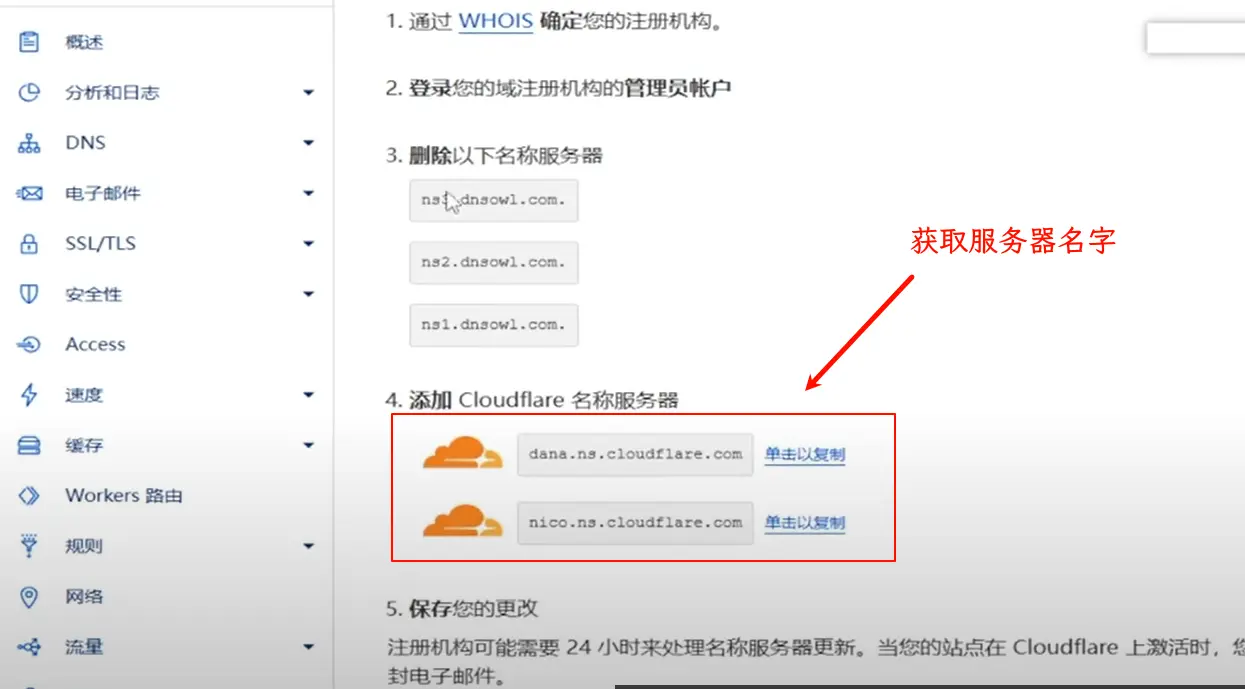 概述
分析和日志
DNS
电子邮件
SSL/TLS
安全性
Access
速度
缓存
Workers 路由
规则
网络
流量
1. 通过 WHOIS 确定您的注册机构。
2. 登录您的域注册机构的管理员帐户
3. 删除以下名称服务器
dnsowl.com.
ns2.dnsowl.com.
ns1.dnsowl.com.
获取服务器名字
4. 添加 Cloudflare 名称服务器
dana.ns.cloudflare.com 单击以复制
nico.ns.cloudflare.com 单击以复制
5. 保存您的更改
注册机构可能需要 24 小时来处理名称服务器更新。当您的站点在 Cloudflare 上激活时，您
封电子邮件。